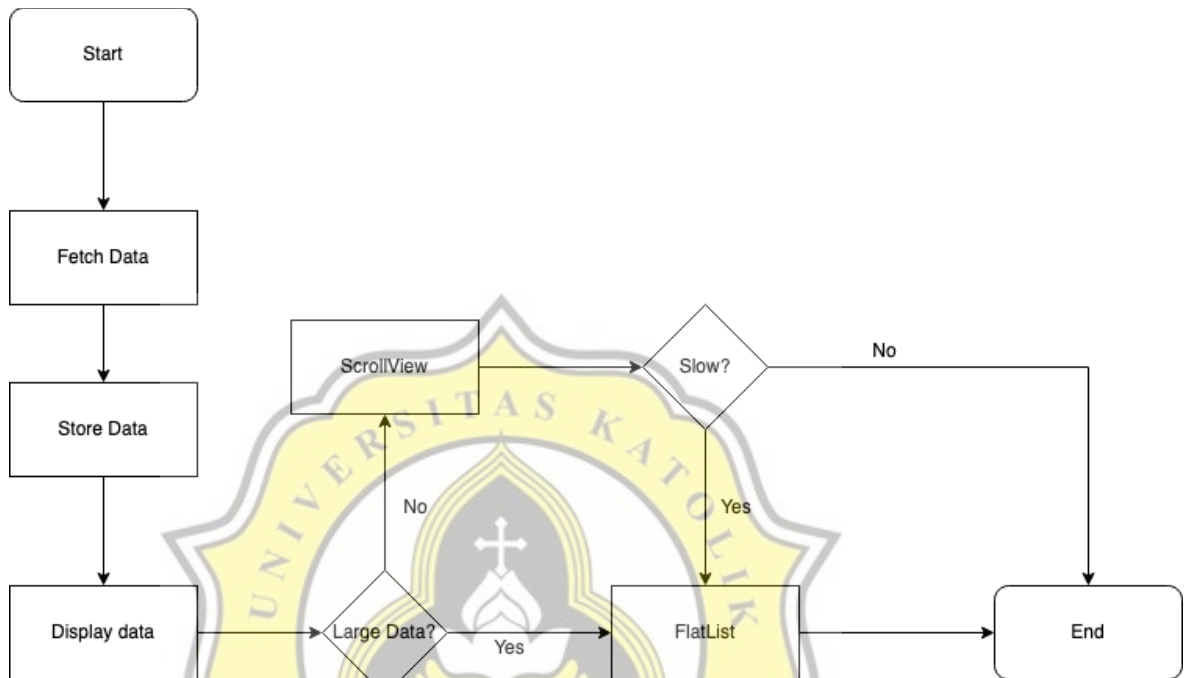 Start
Fetch Data
Store Data
Display data
Large Data?
No
Yes
ScrollView
Slow?
No
Yes
FlatList
End
UNIVERSITAS KATOLIK